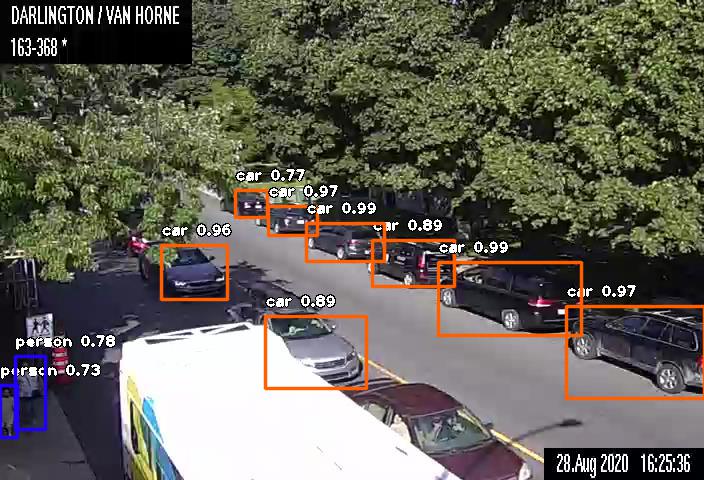 DARLINGTON / VAN HORNE
163-368 *
car 0.77
car 0.97
car 0.99
car 0.89
car 0.96
car 0.99
car 0.97
car 0.89
person 0.78
person 0.73
28.Aug 2020 16:25:36